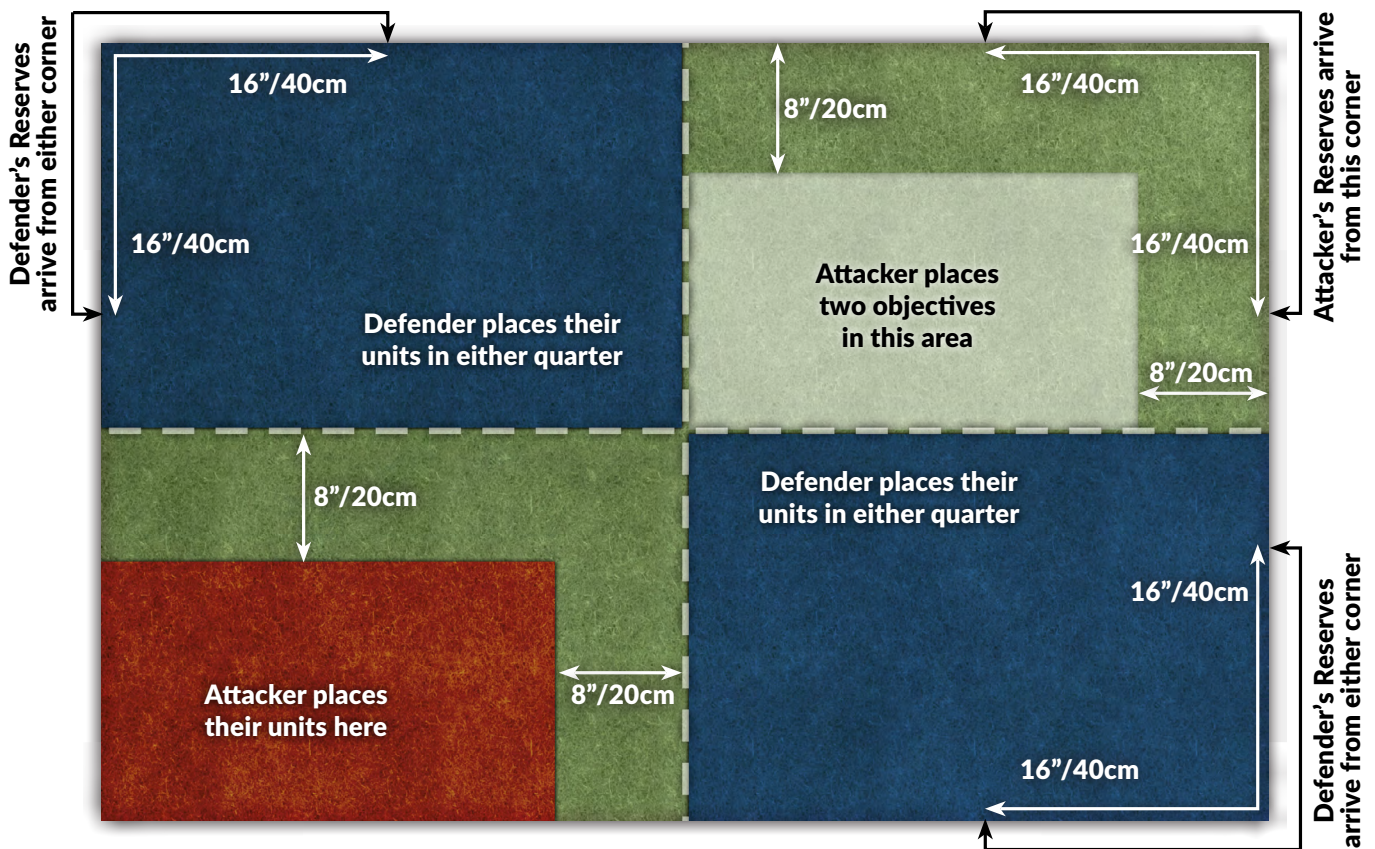 Defender’s Reserves
arrive from either corner
16”/40cm
16”/40cm
Defender places their
units in either quarter
8”/20cm
16”/40cm
16”/40cm
Attacker places
two objectives
in this area
8”/20cm
Attacker’s Reserves arrive
from this corner
8”/20cm
Attacker places
their units here
8”/20cm
Defender places their
units in either quarter
16”/40cm
16”/40cm
Defender’s Reserves
arrive from either corner